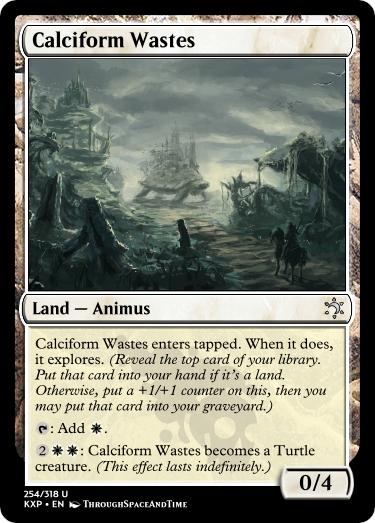 Calciform Wastes
Land — Animus
Calciform Wastes enters tapped. When it does,
it explores. (Reveal the top card of your library.
Put that card into your hand if it's a land.
Otherwise, put a +1/+1 counter on this, then you
may put that card into your graveyard.)
: Add .
2 : Calciform Wastes becomes a Turtle
creature. (This effect lasts indefinitely.)
0/4
254/318 U
KXP • EN ThroughSpaceAndTime